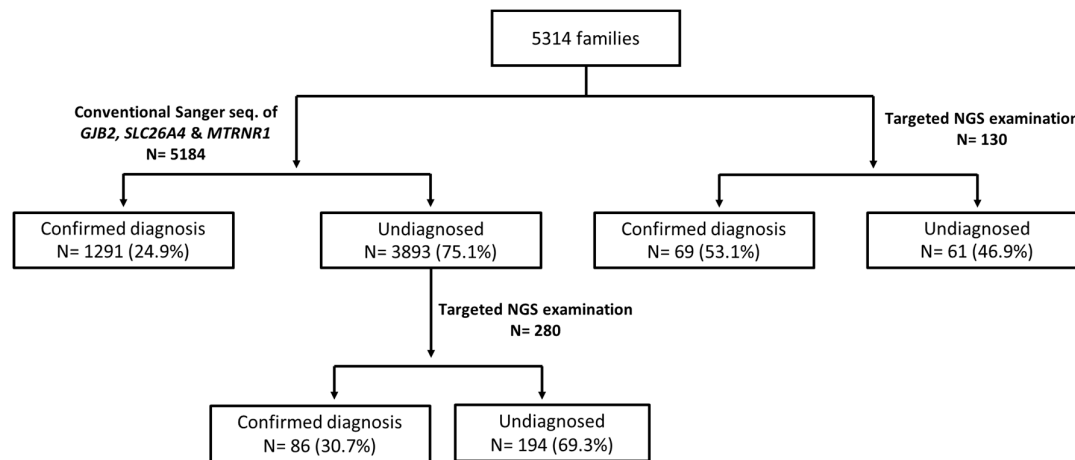 5314 families
Conventional Sanger seq. of
GJB2, SLC26A4 & MTRNR1
N= 5184
Targeted NGS examination
N= 130
Confirmed diagnosis
N= 1291 (24.9%)
Undiagnosed
N= 3893 (75.1%)
Confirmed diagnosis
N= 69 (53.1%)
Undiagnosed
N= 61 (46.9%)
Targeted NGS examination
N= 280
Confirmed diagnosis
N= 86 (30.7%)
Undiagnosed
N= 194 (69.3%)